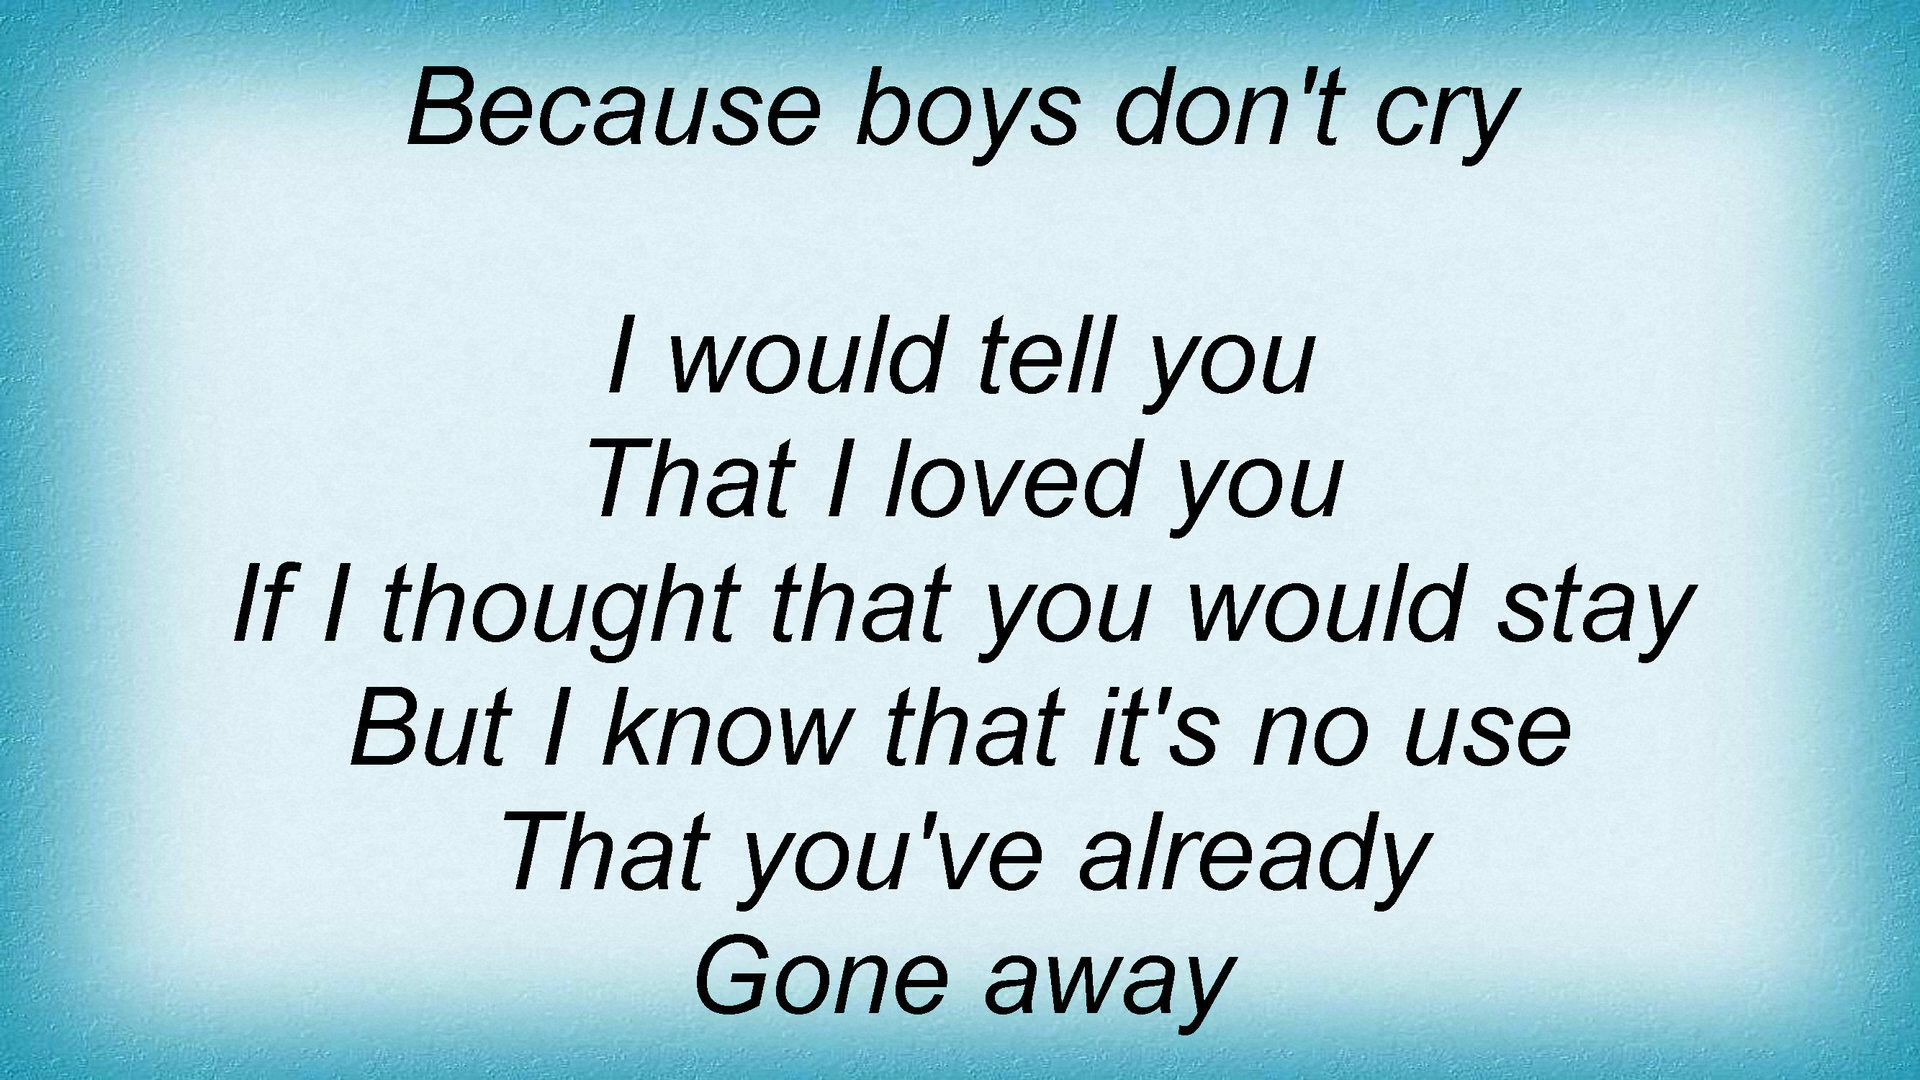 Because boys don't cry
I would tell you
That I loved you
If I thought that you would stay
But I know that it's no use
That you've already
Gone away